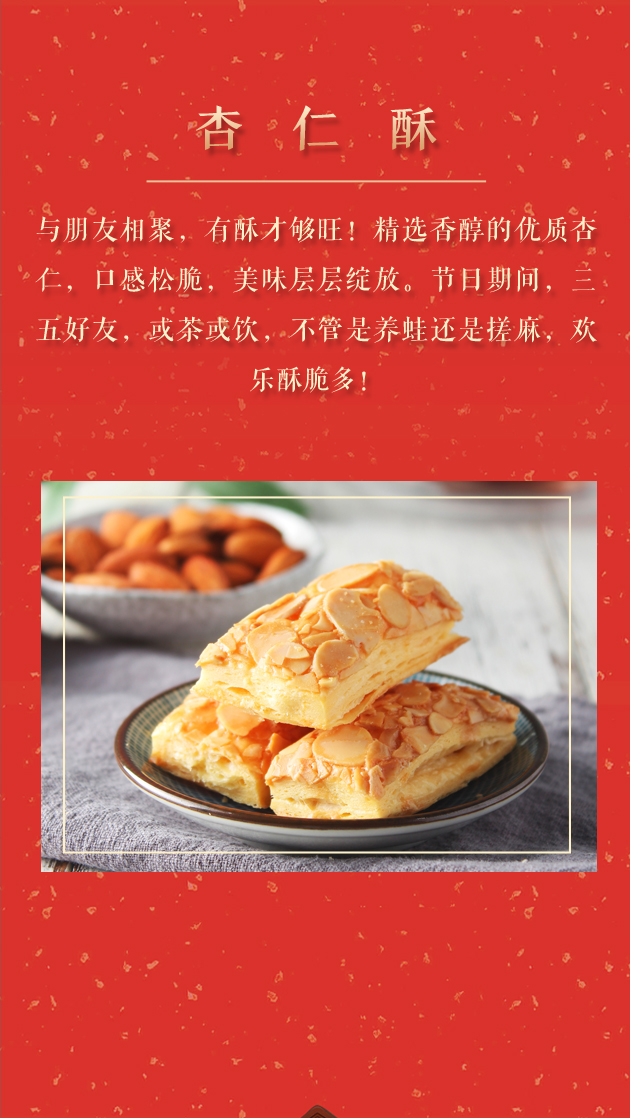 杏仁酥
与朋友相聚，有酥才够旺！精选香醇的优质杏
仁，口感松脆，美味层层绽放。节日期间，三
五好友，或茶或饮，不管是养蛙还是搓麻，欢
乐酥脆多！